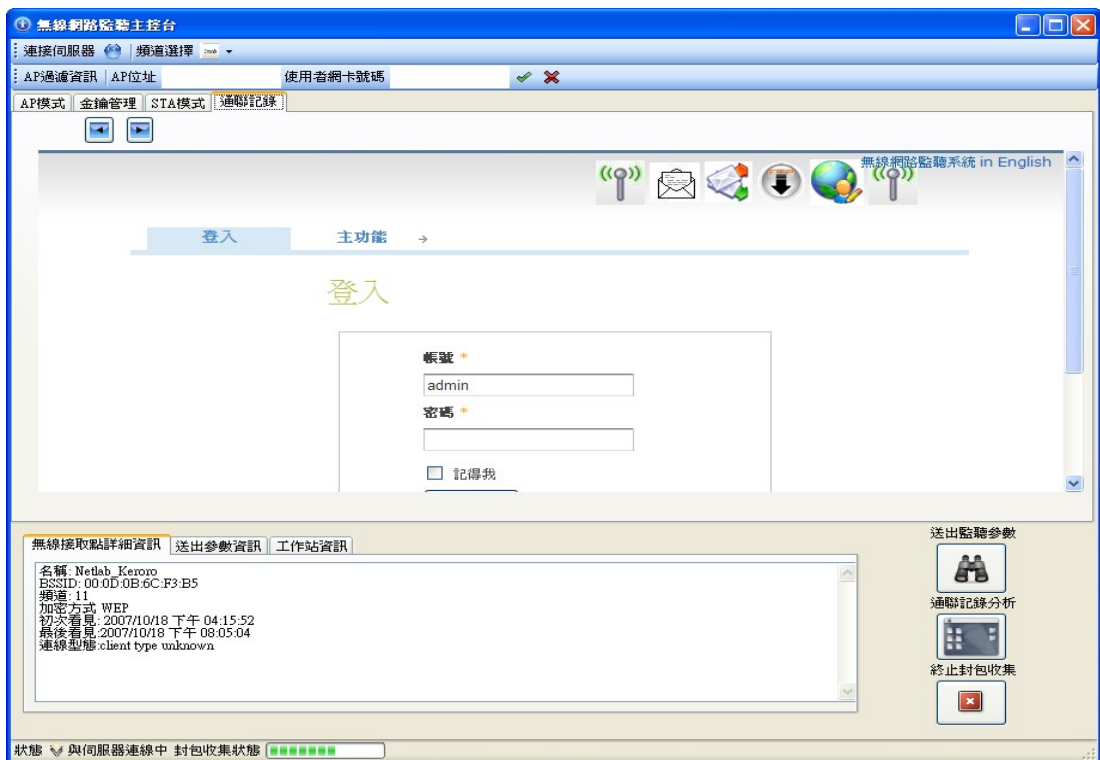 無線網路監聽主控台
連接伺服器 頻道選擇
AP過濾資訊 AP位址 使用者網卡號碼
AP模式 金鑰管理 STA模式 通聯記錄
無線網路監聽系統 in English
登入 主功能 →
登入
帳號 *
admin
密碼 *
記得我
無線接取點詳細資訊 送出參數資訊 工作站資訊
名稱: Netlab_Keroro
BSSID: 00:0D:0B:6C:F3:B5
頻道: 11
加密方式 WEP
初次看見: 2007/10/18 下午 04:15:52
最後看見:2007/10/18 下午 08:05:04
連線型態:client type unknown
送出監聽參數
通聯記錄分析
終止封包收集
狀態 與伺服器連線中 封包收集狀態